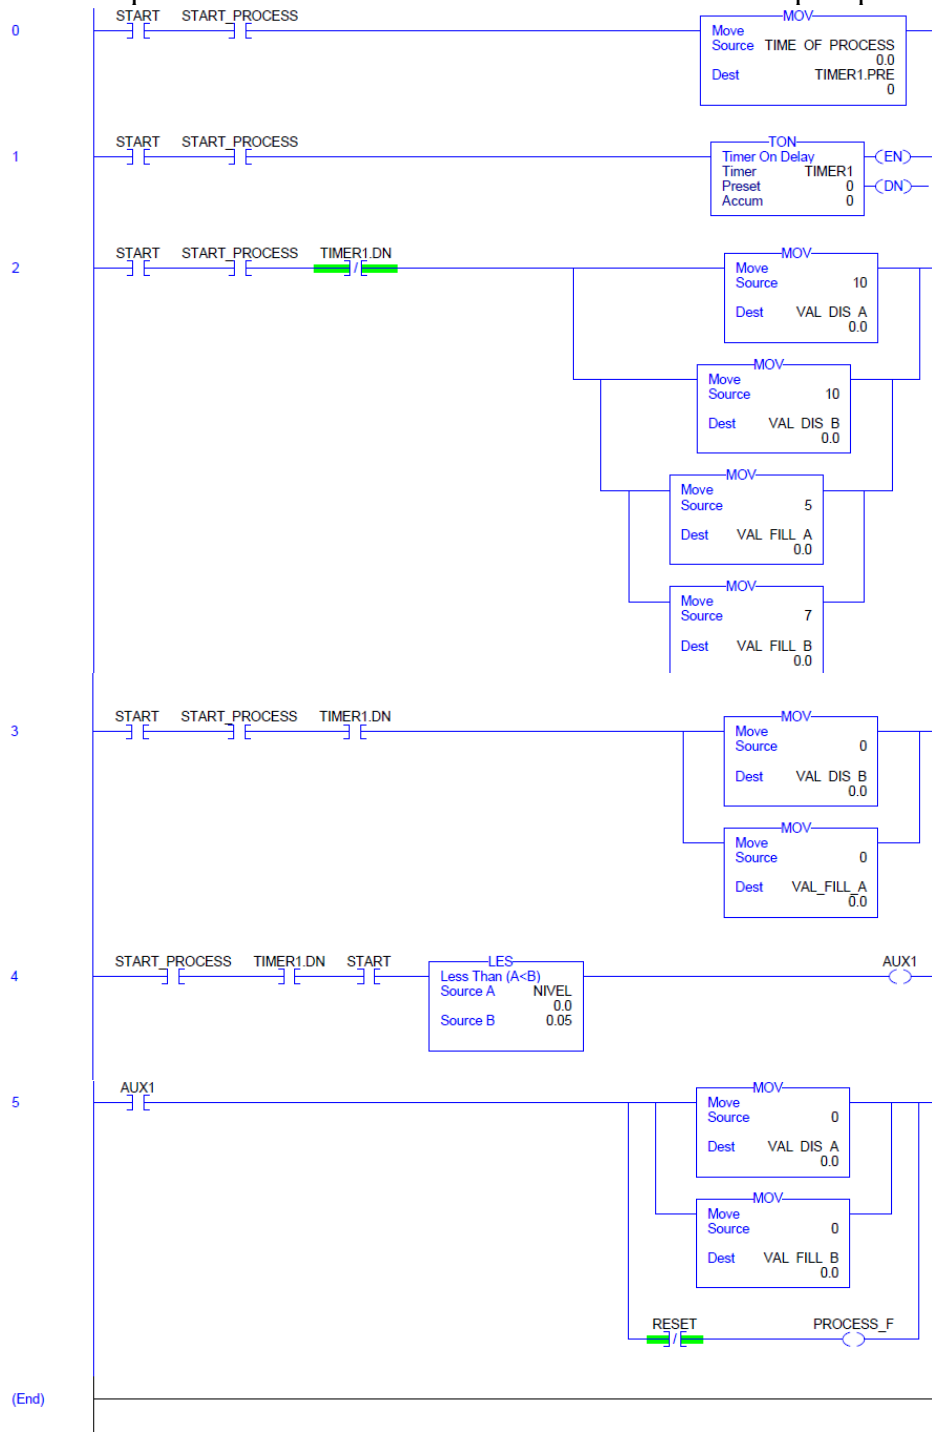 START START_PROCESS MOV
0 Move
Source TIME_OF_PROCESS
0.0
Dest TIMER1.PRE
0
START START_PROCESS TON
1 Timer On Delay (EN)
Timer TIMER1
Preset 0 (DN)
Accum 0
START START_PROCESS TIMER1.DN MOV
2 Move
Source 10
Dest VAL_DIS_A
0.0
MOV
Move
Source 10
Dest VAL_DIS_B
0.0
MOV
Move
Source 5
Dest VAL_FILL_A
0.0
MOV
Move
Source 7
Dest VAL_FILL_B
0.0
START START_PROCESS TIMER1.DN MOV
3 Move
Source 0
Dest VAL_DIS_B
0.0
MOV
Move
Source 0
Dest VAL_FILL_A
0.0
START_PROCESS TIMER1.DN START LES AUX1
4 Less Than (A<B)
Source A NIVEL
0.0
Source B 0.05
AUX1 MOV
5 Move
Source 0
Dest VAL_DIS_A
0.0
MOV
Move
Source 0
Dest VAL_FILL_B
0.0
RESET PROCESS_F
(End)